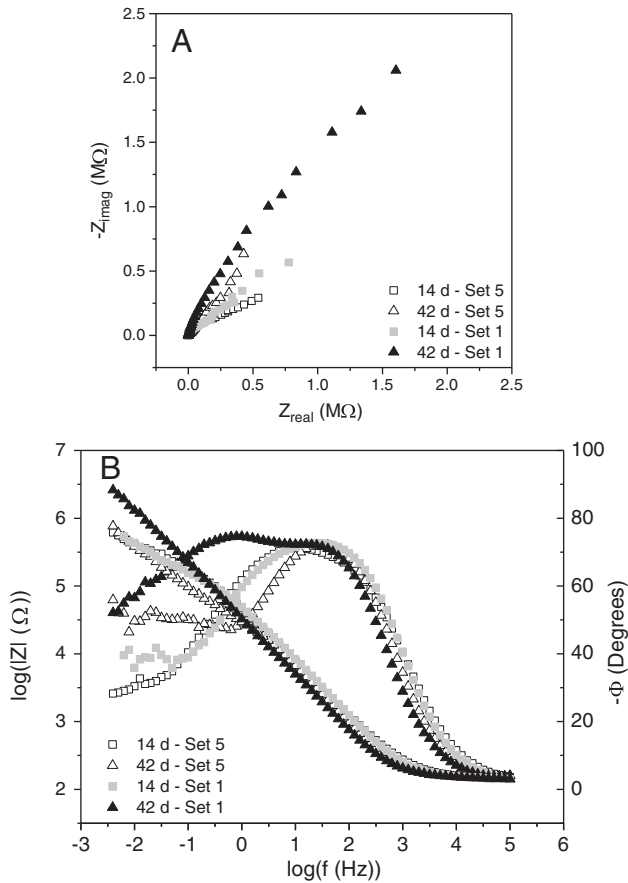 A
2.5
2.0
1.5
1.0
0.5
0.0
-Zimag (MΩ)
14 d - Set 5
42 d - Set 5
14 d - Set 1
42 d - Set 1
0.0 0.5 1.0 1.5 2.0 2.5
Zreal (MΩ)
B
7
6
5
4
3
2
log(|Z| (Ω))
100
80
60
40
20
0
-Φ (Degrees)
14 d - Set 5
42 d - Set 5
14 d - Set 1
42 d - Set 1
-3 -2 -1 0 1 2 3 4 5 6
log(f (Hz))